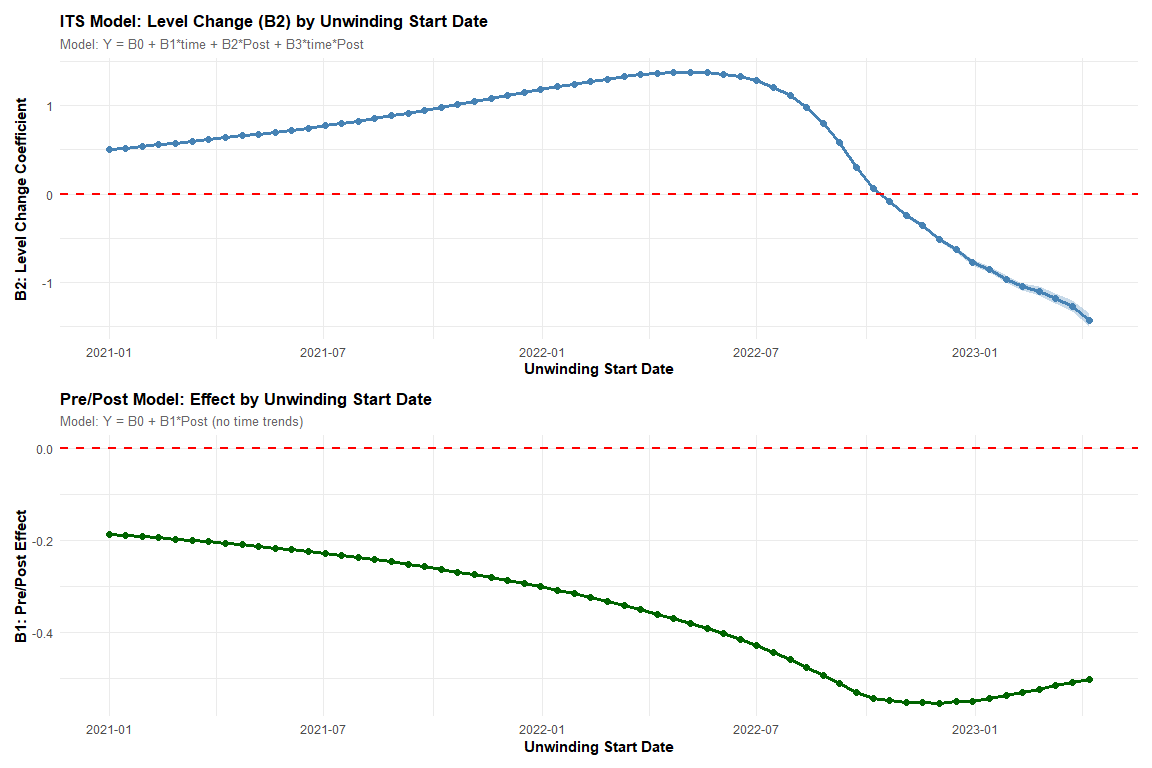 ITS Model: Level Change (B2) by Unwinding Start Date
Model: Y = B0 + B1*time + B2*Post + B3*time*Post
B2: Level Change Coefficient
1
0
-1
2021-01
2021-07
2022-01
2022-07
2023-01
Unwinding Start Date
Pre/Post Model: Effect by Unwinding Start Date
Model: Y = B0 + B1*Post (no time trends)
B1: Pre/Post Effect
0.0
-0.2
-0.4
2021-01
2021-07
2022-01
2022-07
2023-01
Unwinding Start Date